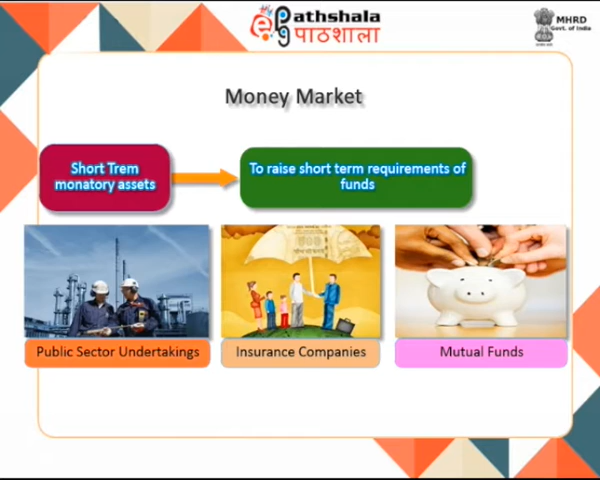 ePathshala
पाठशाला
MHRD
Govt. of India
Money Market
Short Trem
monatory assets
To raise short term requirements of
funds
Public Sector Undertakings
Insurance Companies
Mutual Funds